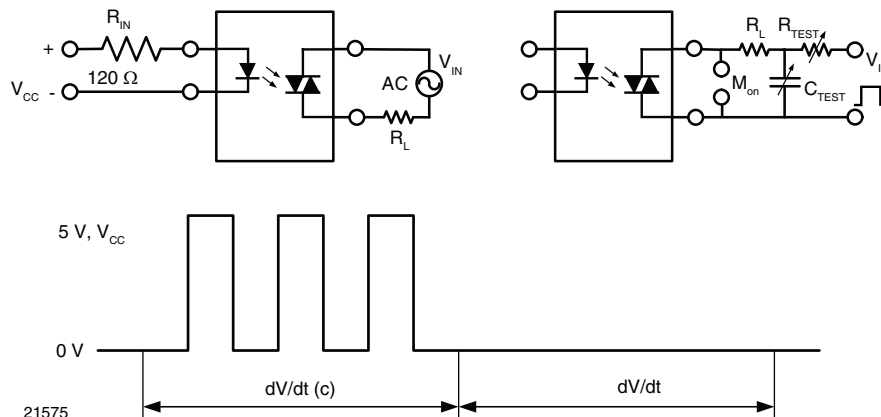 R_IN
+
120 Ω
V_CC -
V_IN
AC
R_L
R_L R_TEST
M_on
C_TEST
V_I
5 V, V_CC
0 V
dV/dt (c)
dV/dt
21575